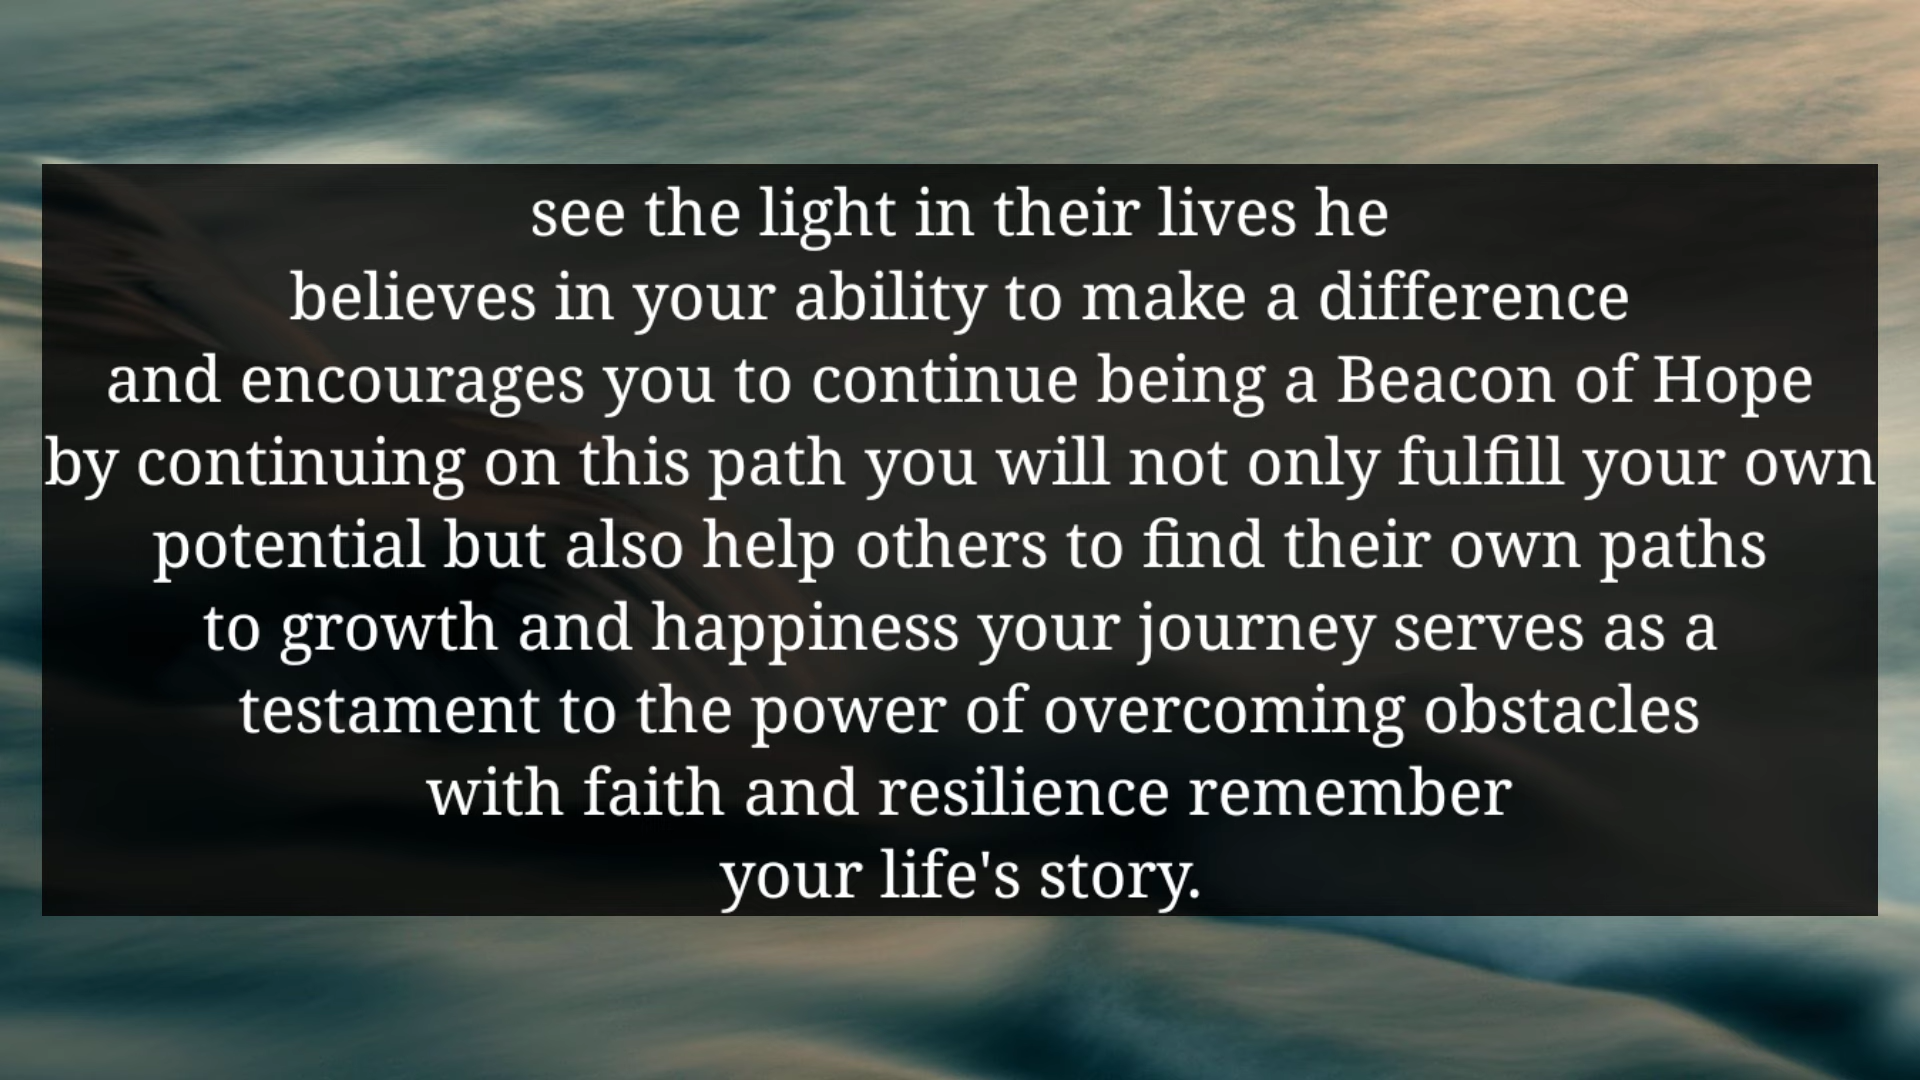 see the light in their lives he
believes in your ability to make a difference
and encourages you to continue being a Beacon of Hope
by continuing on this path you will not only fulfill your own
potential but also help others to find their own paths
to growth and happiness your journey serves as a
testament to the power of overcoming obstacles
with faith and resilience remember
your life's story.